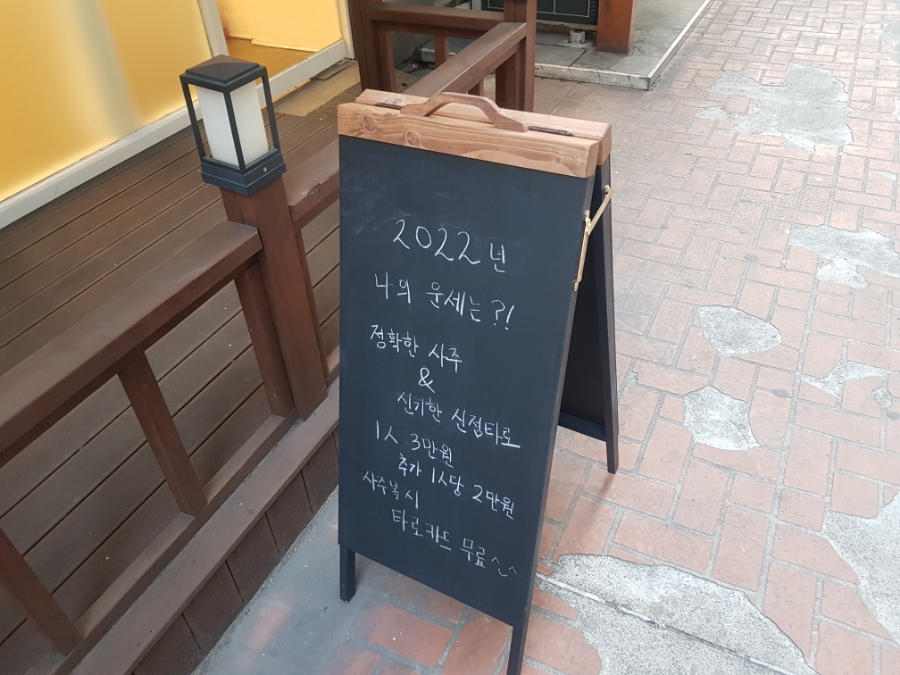 2022년
나의 운세는?!
정확한 사주
&
신기한 신점타로
1人 3만원
추가 1人당 2만원
사주볼시
타로카드 무료^^